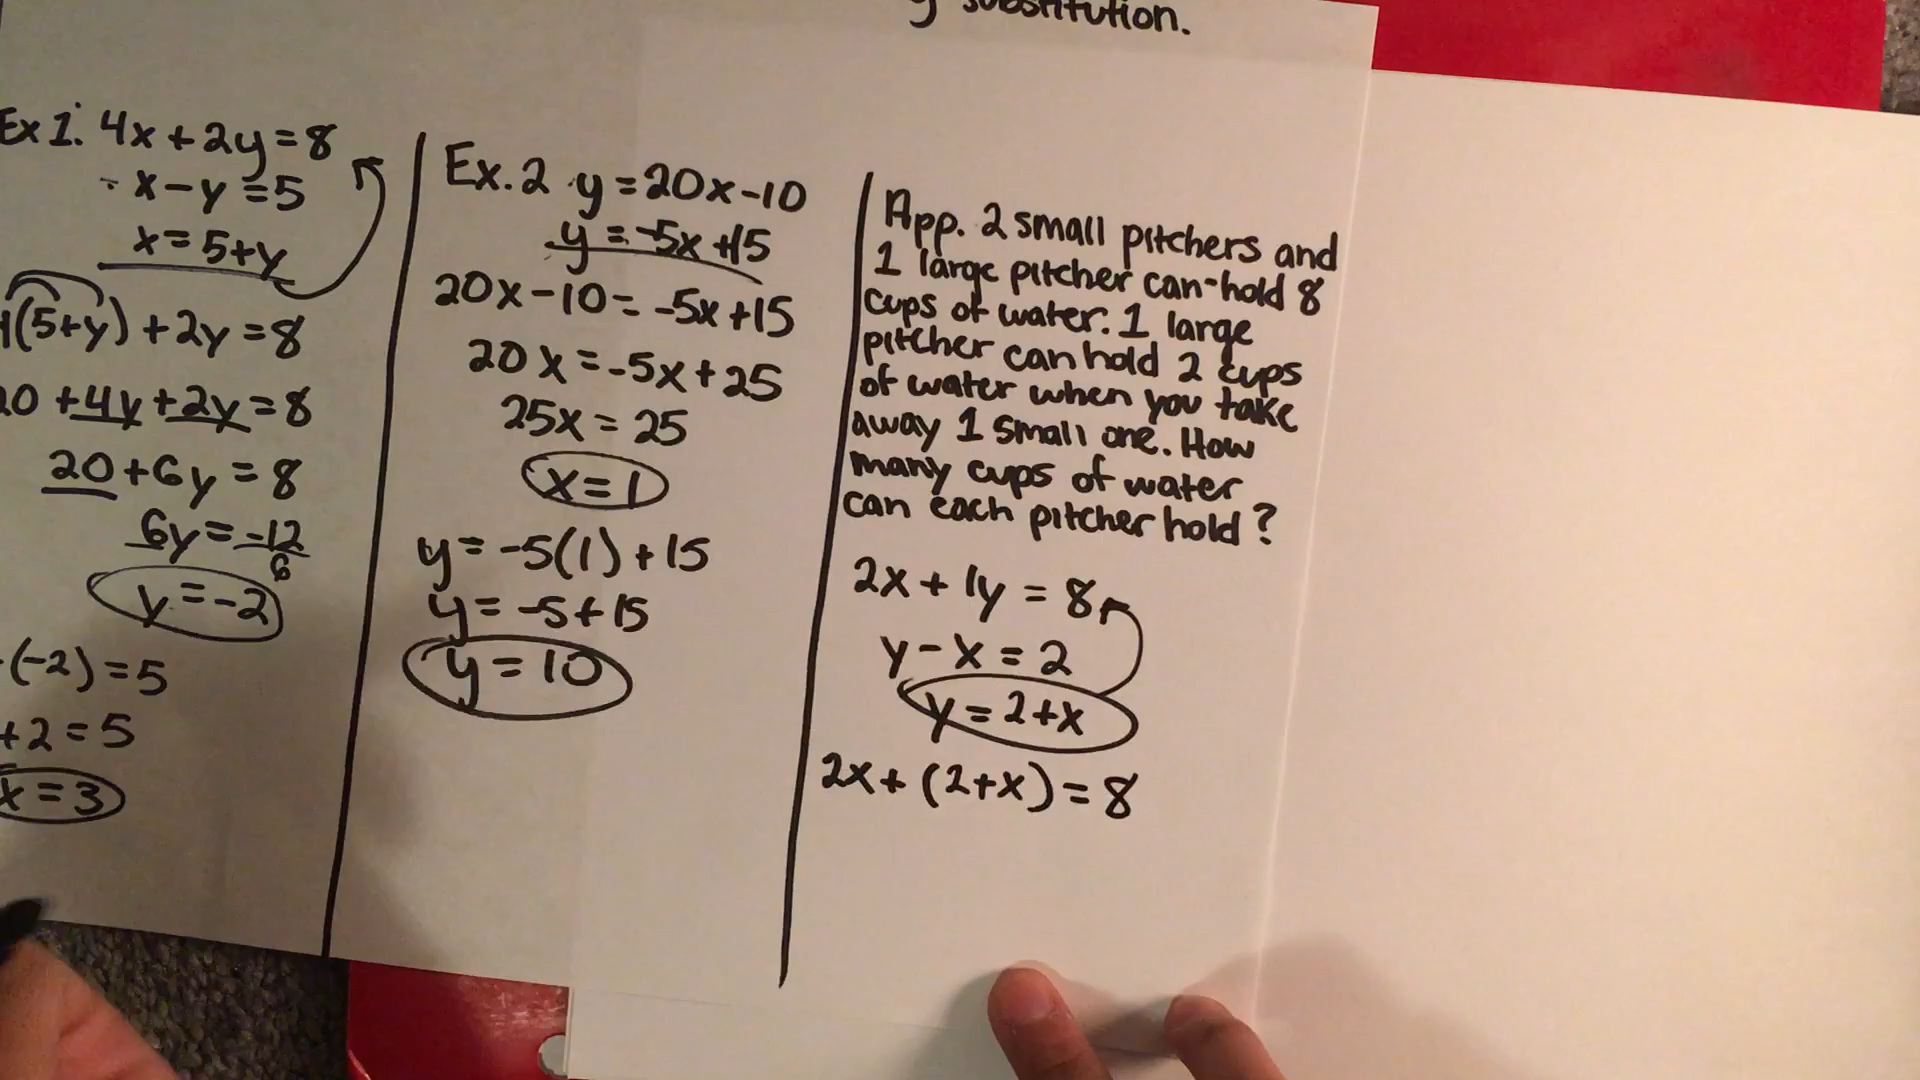 substitution.
Ex 1. 4x + 2y = 8
x - y = 5
x = 5+y
(5+y) + 2y = 8
20 + 4y + 2y = 8
20 + 6y = 8
6y = -12
6
y = -2
-(-2) = 5
+2 = 5
x = 3
Ex. 2 y = 20x - 10
y = -5x + 15
20x - 10 = -5x + 15
20x = -5x + 25
25x = 25
x = 1
y = -5(1) + 15
y = -5 + 15
y = 10
App. 2 small pitchers and
1 large pitcher can hold 8
cups of water. 1 large
pitcher can hold 2 cups
of water when you take
away 1 small one. How
many cups of water
can each pitcher hold?
2x + 1y = 8
y - x = 2
y = 2+x
2x + (2+x) = 8